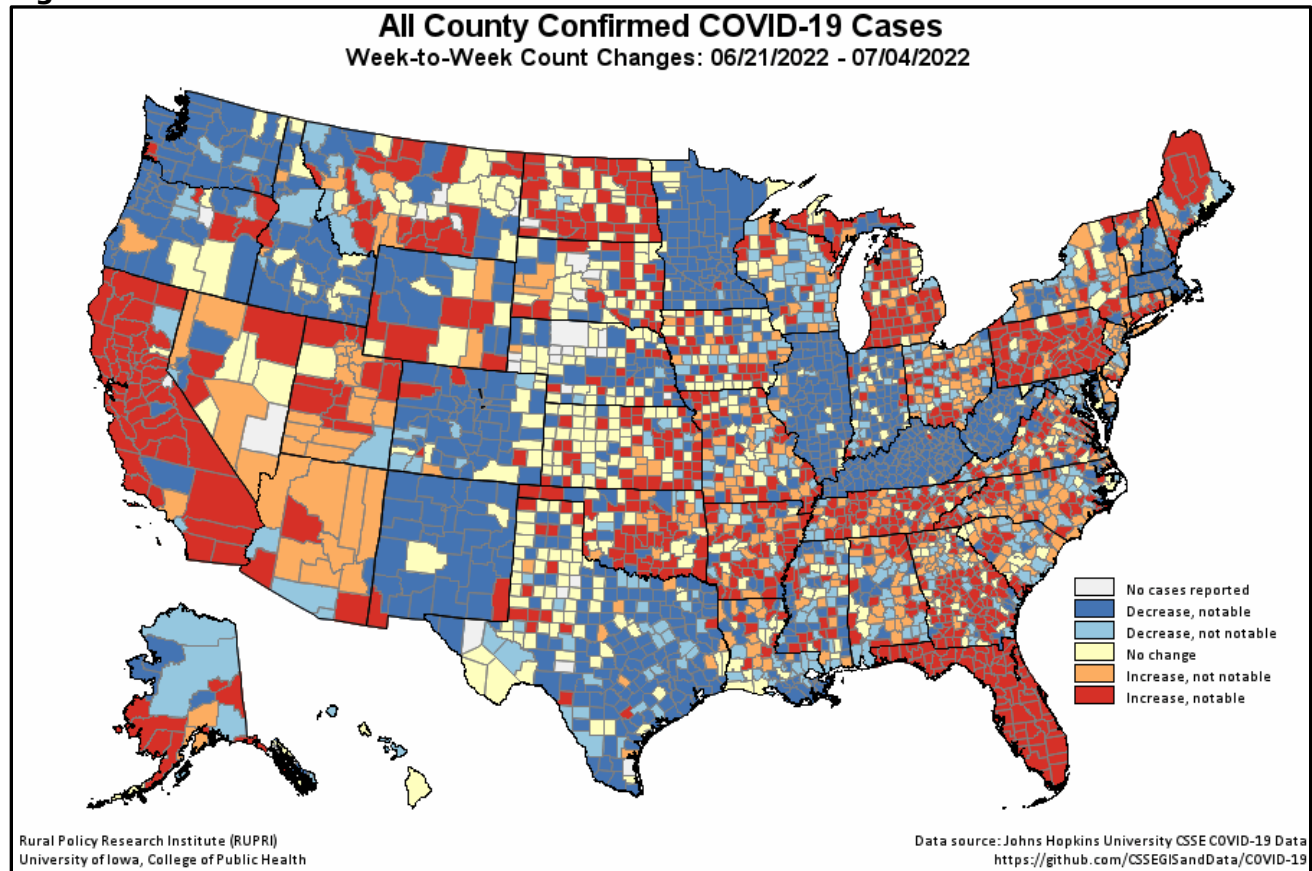 All County Confirmed COVID-19 Cases
Week-to-Week Count Changes: 06/21/2022 - 07/04/2022
No cases reported
Decrease, notable
Decrease, not notable
No change
Increase, not notable
Increase, notable
Rural Policy Research Institute (RUPRI)
University of Iowa, College of Public Health
Data source: Johns Hopkins University CSSE COVID-19 Data
https://github.com/CSSEGISandData/COVID-19